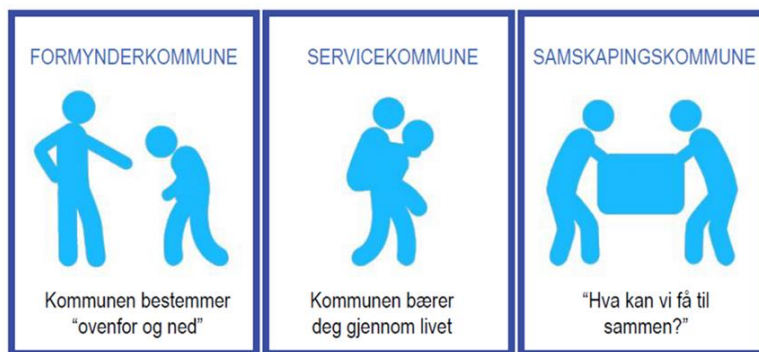 FORMYNDERKOMMUNE
Kommunen bestemmer
“ovenfor og ned”
SERVICEKOMMUNE
Kommunen bærer
deg gjennom livet
SAMSKAPINGSKOMMUNE
“Hva kan vi få til
sammen?”